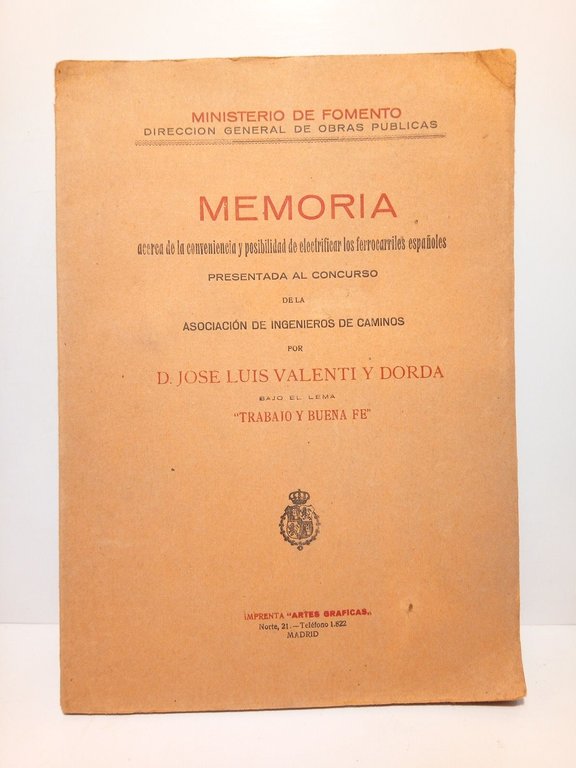 MINISTERIO DE FOMENTO
DIRECCION GENERAL DE OBRAS PUBLICAS
MEMORIA
acerca de la conveniencia y posibilidad de electrificar los ferrocarriles españoles
PRESENTADA AL CONCURSO
DE LA
ASOCIACIÓN DE INGENIEROS DE CAMINOS
POR
D. JOSE LUIS VALENTI Y DORDA
BAJO EL LEMA
"TRABAJO Y BUENA FE"
IMPRENTA "ARTES GRAFICAS"
Norte, 21.—Teléfono 1.822
MADRID